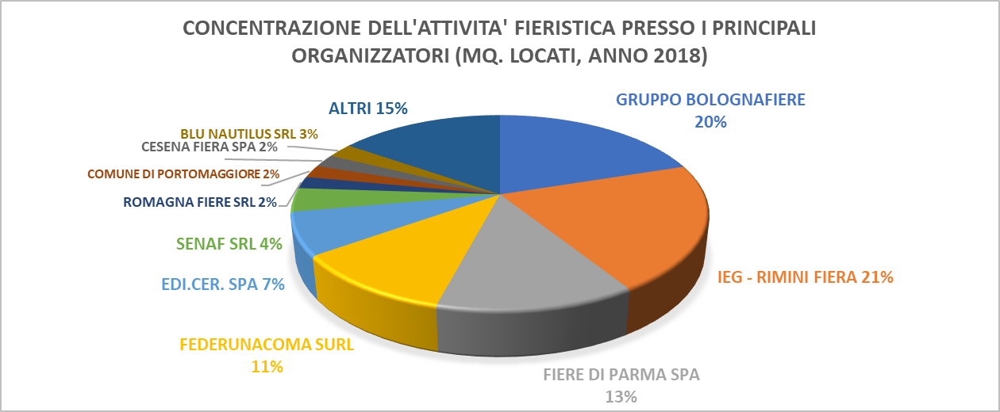 CONCENTRAZIONE DELL'ATTIVITA' FIERISTICA PRESSO I PRINCIPALI
ORGANIZZATORI (MQ. LOCATI, ANNO 2018)
GRUPPO BOLOGNAFIERE
20%
ALTRI 15%
BLU NAUTILUS SRL 3%
CESENA FIERA SPA 2%
COMUNE DI PORTOMAGGIORE 2%
ROMAGNA FIERE SRL 2%
SENAF SRL 4%
IEG - RIMINI FIERA 21%
EDI.CER. SPA 7%
FEDERUNACOMA SURL
11%
FIERE DI PARMA SPA
13%